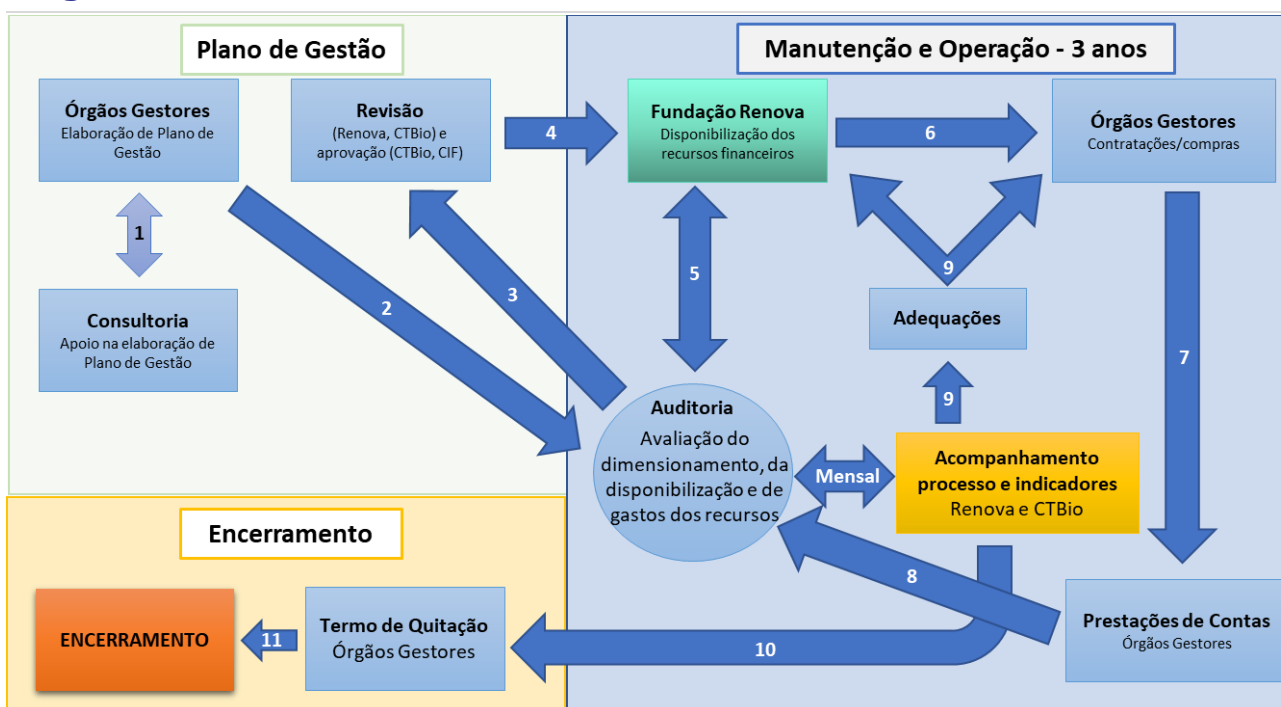 Plano de Gestão
Órgãos Gestores
Elaboração de Plano de
Gestão
Revisão
(Renova, CTBio) e
aprovação (CTBio, CIF)
1
Consultoria
Apoio na elaboração de
Plano de Gestão
2
3
4
Manutenção e Operação - 3 anos
Fundação Renova
Disponibilização dos
recursos financeiros
6
Órgãos Gestores
Contratações/compras
5
9
Adequações
9
7
Auditoria
Avaliação do
dimensionamento, da
disponibilização e de
gastos dos recursos
Mensal
Acompanhamento
processo e indicadores
Renova e CTBio
8
Prestações de Contas
Órgãos Gestores
10
Encerramento
Termo de Quitação
Órgãos Gestores
11
ENCERRAMENTO